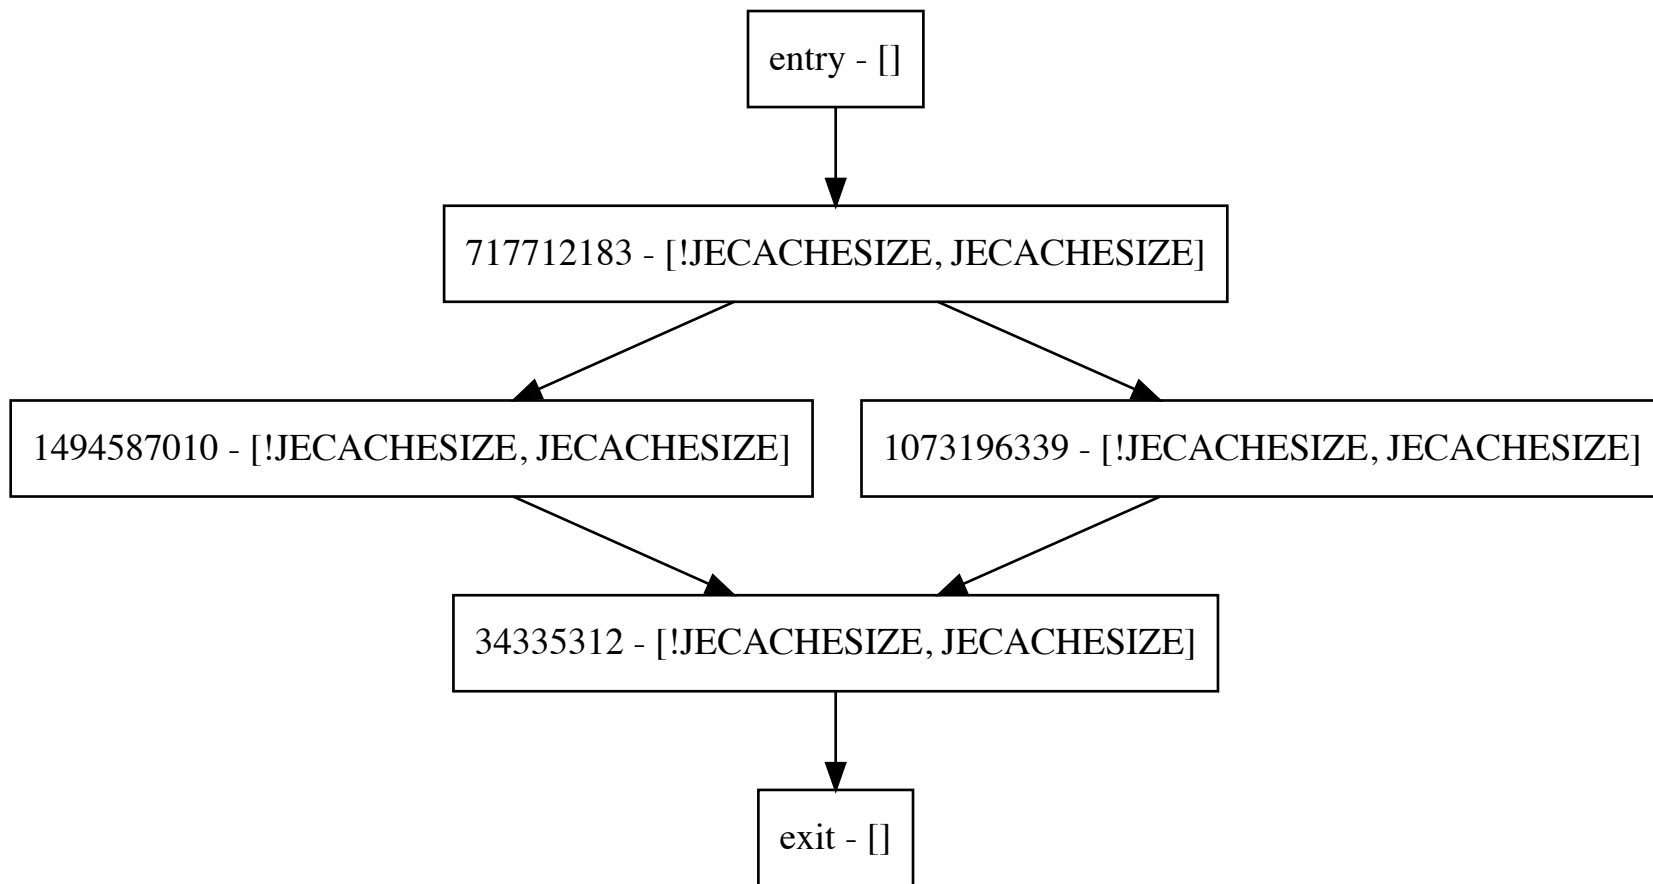 entry - []
717712183 - [!JECACHESIZE, JECACHESIZE]
1494587010 - [!JECACHESIZE, JECACHESIZE]
1073196339 - [!JECACHESIZE, JECACHESIZE]
34335312 - [!JECACHESIZE, JECACHESIZE]
exit - []